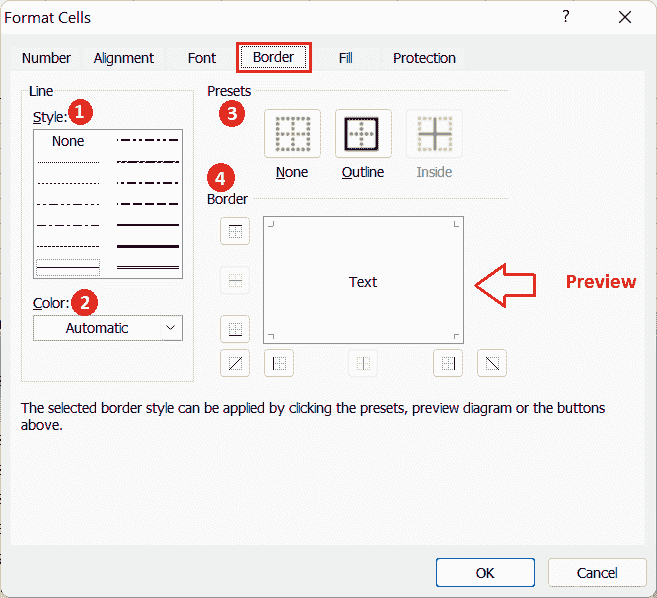 Format Cells ?
Number Alignment Font Border Fill Protection
Line
Style: 1
None
Color: 2
Automatic
Presets
3
None Outline Inside
4
Border
Text
Preview
The selected border style can be applied by clicking the presets, preview diagram or the buttons
above.
OK Cancel